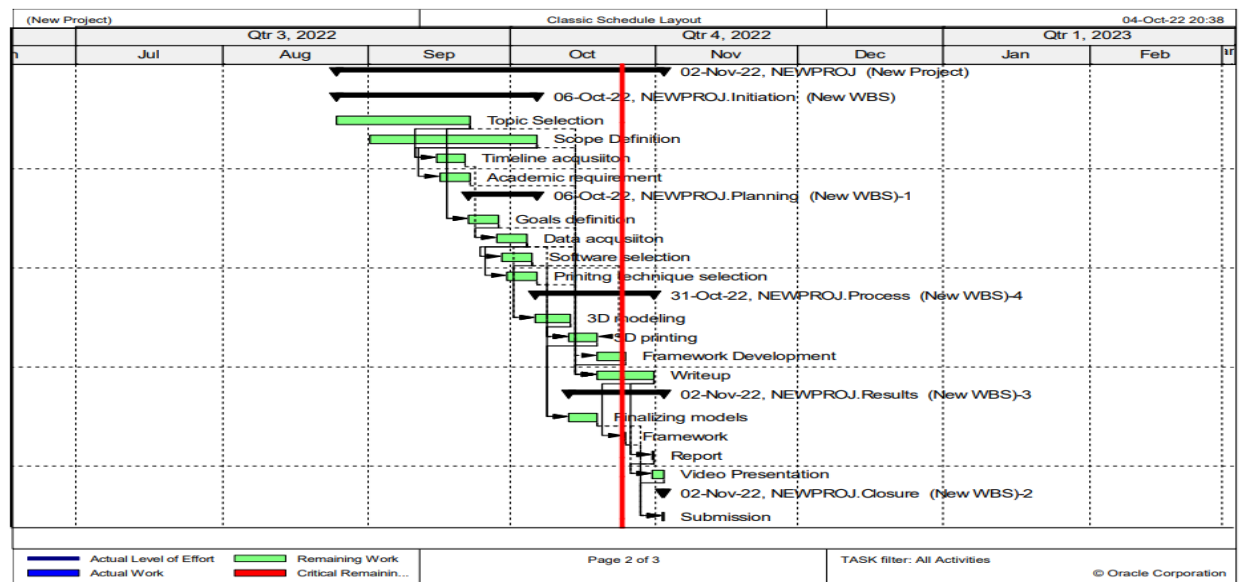 (New Project) Classic Schedule Layout 04-Oct-22 20:38
Qtr 3, 2022 Qtr 4, 2022 Qtr 1, 2023
Jul Aug Sep Oct Nov Dec Jan Feb
02-Nov-22, NEWPROJ (New Project)
06-Oct-22, NEWPROJ.Initiation (New WBS)
Topic Selection
Scope Definition
Timeline acqusiiton
Academic requirement
06-Oct-22, NEWPROJ.Planning (New WBS)-1
Goals definition
Data acqusiiton
Software selection
Prinitng technique selection
31-Oct-22, NEWPROJ.Process (New WBS)-4
3D modeling
3D printing
Framework Development
Writeup
02-Nov-22, NEWPROJ.Results (New WBS)-3
Finalizing models
Framework
Report
Video Presentation
02-Nov-22, NEWPROJ.Closure (New WBS)-2
Submission
Actual Level of Effort Remaining Work Page 2 of 3 TASK filter: All Activities
Actual Work Critical Remainin... © Oracle Corporation